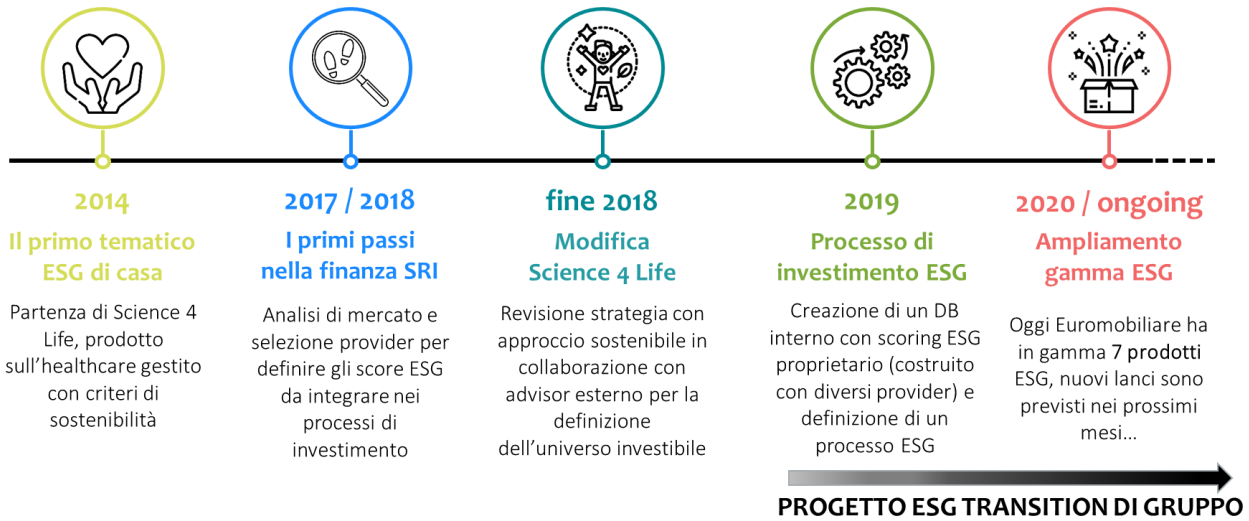 2014
Il primo tematico
ESG di casa
Partenza di Science 4
Life, prodotto
sull'healthcare gestito
con criteri di
sostenibilità
2017 / 2018
I primi passi
nella finanza SRI
Analisi di mercato e
selezione provider per
definire gli score ESG
da integrare nei
processi di
investimento
fine 2018
Modifica
Science 4 Life
Revisione strategia con
approccio sostenibile in
collaborazione con
advisor esterno per la
definizione
dell'universo investibile
2019
Processo di
investimento ESG
Creazione di un DB
interno con scoring ESG
proprietario (costruito
con diversi provider) e
definizione di un
processo ESG
2020 / ongoing
Ampliamento
gamma ESG
Oggi Euromobiliare ha
in gamma 7 prodotti
ESG, nuovi lanci sono
previsti nei prossimi
mesi...
PROGETTO ESG TRANSITION DI GRUPPO